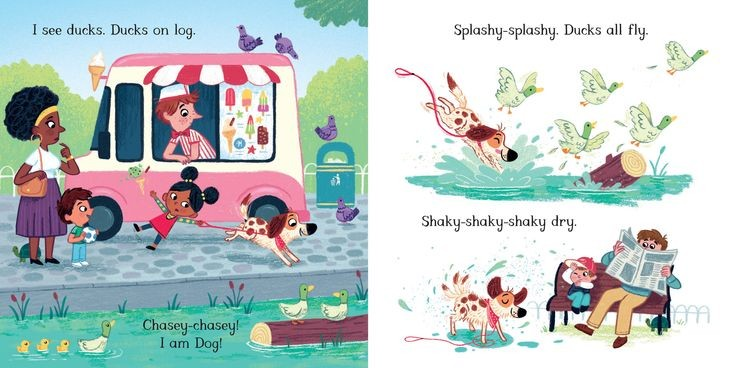 I see ducks. Ducks on log.
Chasey-chasey!
I am Dog!
Splashy-splashy. Ducks all fly.
Shaky-shaky-shaky dry.